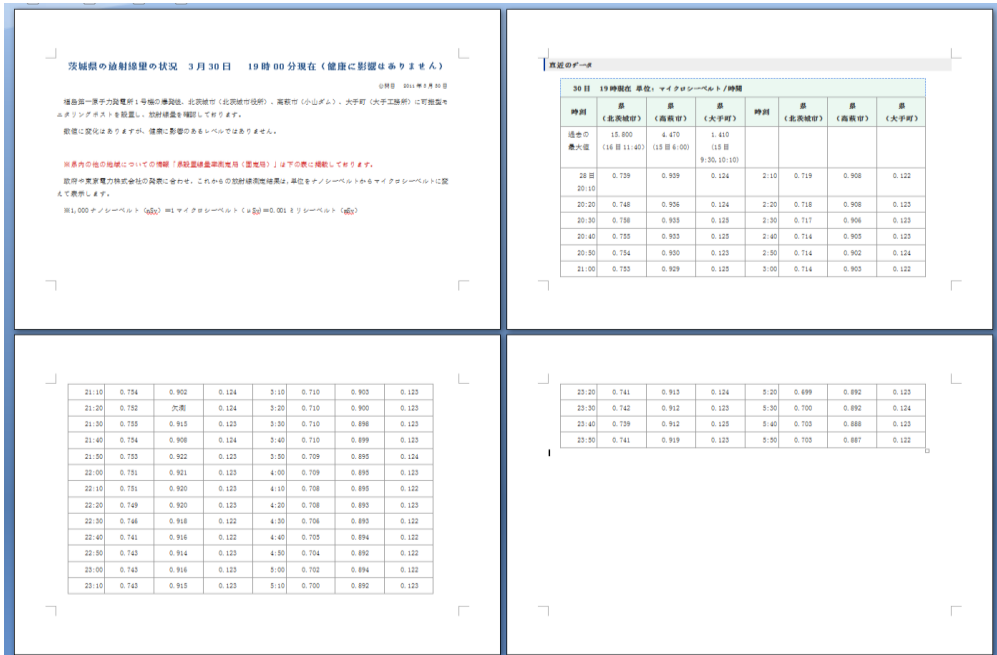 茨城県の放射線量の状況　3月30日　19時00分現在（健康に影響はありません）
公開日　2011年3月30日
福島第一原子力発電所1号機の爆発後、北茨城市（北茨城市役所）、高萩市（小山ダム）、大子町（大子工務所）に可搬型モ
ニタリングポストを設置し、放射線量を確認しております。
数値に変化はありますが、健康に影響のあるレベルではありません。
※県内の他の地域についての情報「県設置線量率測定局（固定局）」は下の表に掲載しております。
政府や東京電力株式会社の発表に合わせ、これからの放射線測定結果は、単位をナノシーベルトからマイクロシーベルトに変
えて表示します。
※1,000ナノシーベルト（nSv）=1マイクロシーベルト（μSv)=0.001ミリシーベルト（mSv）
直近のデータ
30日　19時現在 単位：マイクロシーベルト/時間
時刻 県（北茨城市） 県（高萩市） 県（大子町） 時刻 県（北茨城市） 県（高萩市） 県（大子町）
過去の最大値 15.800（16日11:40） 4.470（15日6:00） 1.410（15日9:30,10:10）
28日20:10 0.739 0.939 0.124 2:10 0.719 0.908 0.122
20:20 0.748 0.936 0.124 2:20 0.718 0.908 0.123
20:30 0.758 0.935 0.125 2:30 0.717 0.906 0.123
20:40 0.755 0.933 0.125 2:40 0.714 0.905 0.123
20:50 0.754 0.930 0.123 2:50 0.714 0.902 0.124
21:00 0.753 0.929 0.125 3:00 0.714 0.903 0.122
21:10 0.754 0.902 0.124 3:10 0.710 0.903 0.123
21:20 0.752 欠測 0.124 3:20 0.710 0.900 0.123
21:30 0.755 0.915 0.123 3:30 0.710 0.898 0.123
21:40 0.754 0.908 0.124 3:40 0.710 0.899 0.123
21:50 0.753 0.922 0.123 3:50 0.709 0.895 0.124
22:00 0.751 0.921 0.123 4:00 0.709 0.895 0.123
22:10 0.751 0.920 0.123 4:10 0.708 0.895 0.122
22:20 0.749 0.920 0.123 4:20 0.708 0.893 0.123
22:30 0.746 0.918 0.122 4:30 0.706 0.893 0.122
22:40 0.741 0.916 0.122 4:40 0.705 0.894 0.122
22:50 0.743 0.914 0.123 4:50 0.704 0.892 0.122
23:00 0.743 0.916 0.123 5:00 0.702 0.894 0.122
23:10 0.743 0.915 0.123 5:10 0.700 0.892 0.123
23:20 0.741 0.913 0.124 5:20 0.699 0.892 0.123
23:30 0.742 0.912 0.123 5:30 0.700 0.892 0.124
23:40 0.739 0.912 0.125 5:40 0.703 0.888 0.123
23:50 0.741 0.919 0.123 5:50 0.703 0.887 0.122